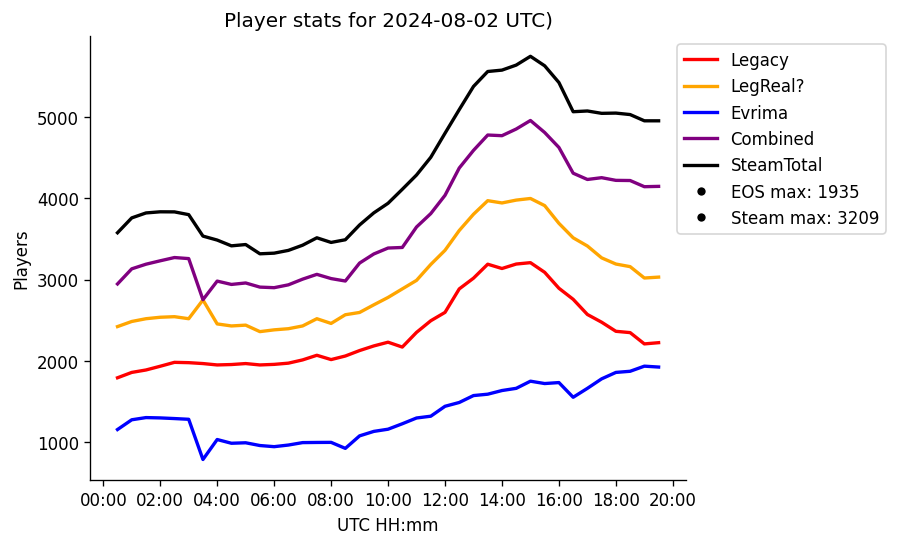 Player stats for 2024-08-02 UTC)
Legacy
LegReal?
Evrima
Combined
SteamTotal
EOS max: 1935
Steam max: 3209
Players
5000
4000
3000
2000
1000
00:00 02:00 04:00 06:00 08:00 10:00 12:00 14:00 16:00 18:00 20:00
UTC HH:mm